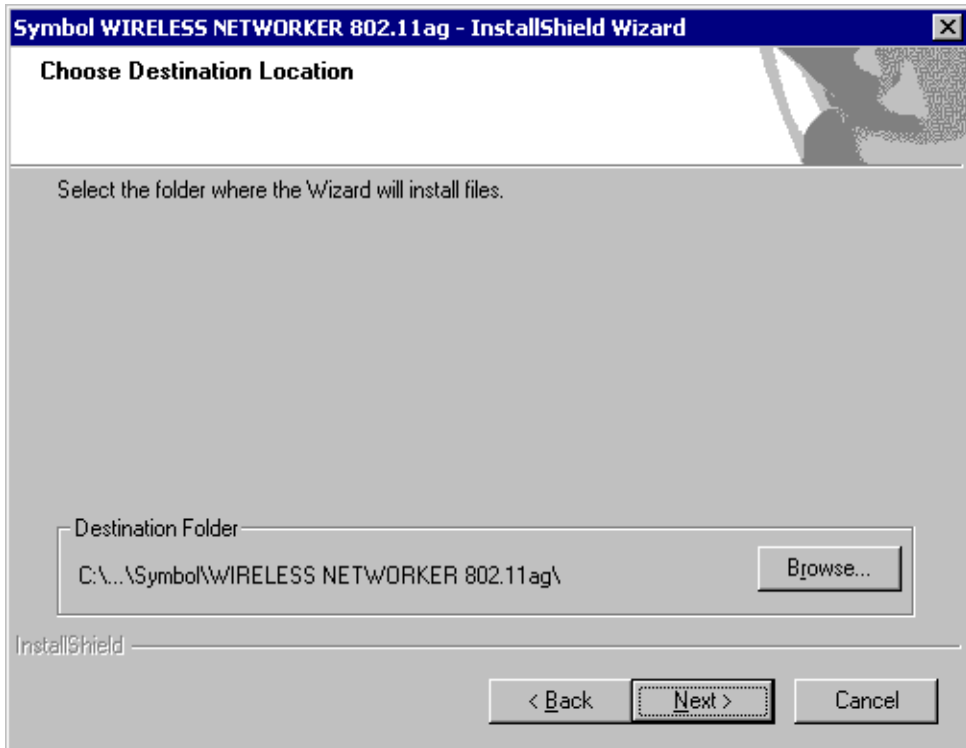 Symbol WIRELESS NETWORKER 802.11ag - InstallShield Wizard
Choose Destination Location
Select the folder where the Wizard will install files.
Destination Folder
C:\...\Symbol\WIRELESS NETWORKER 802.11ag\
Browse...
InstallShield
< Back
Next >
Cancel